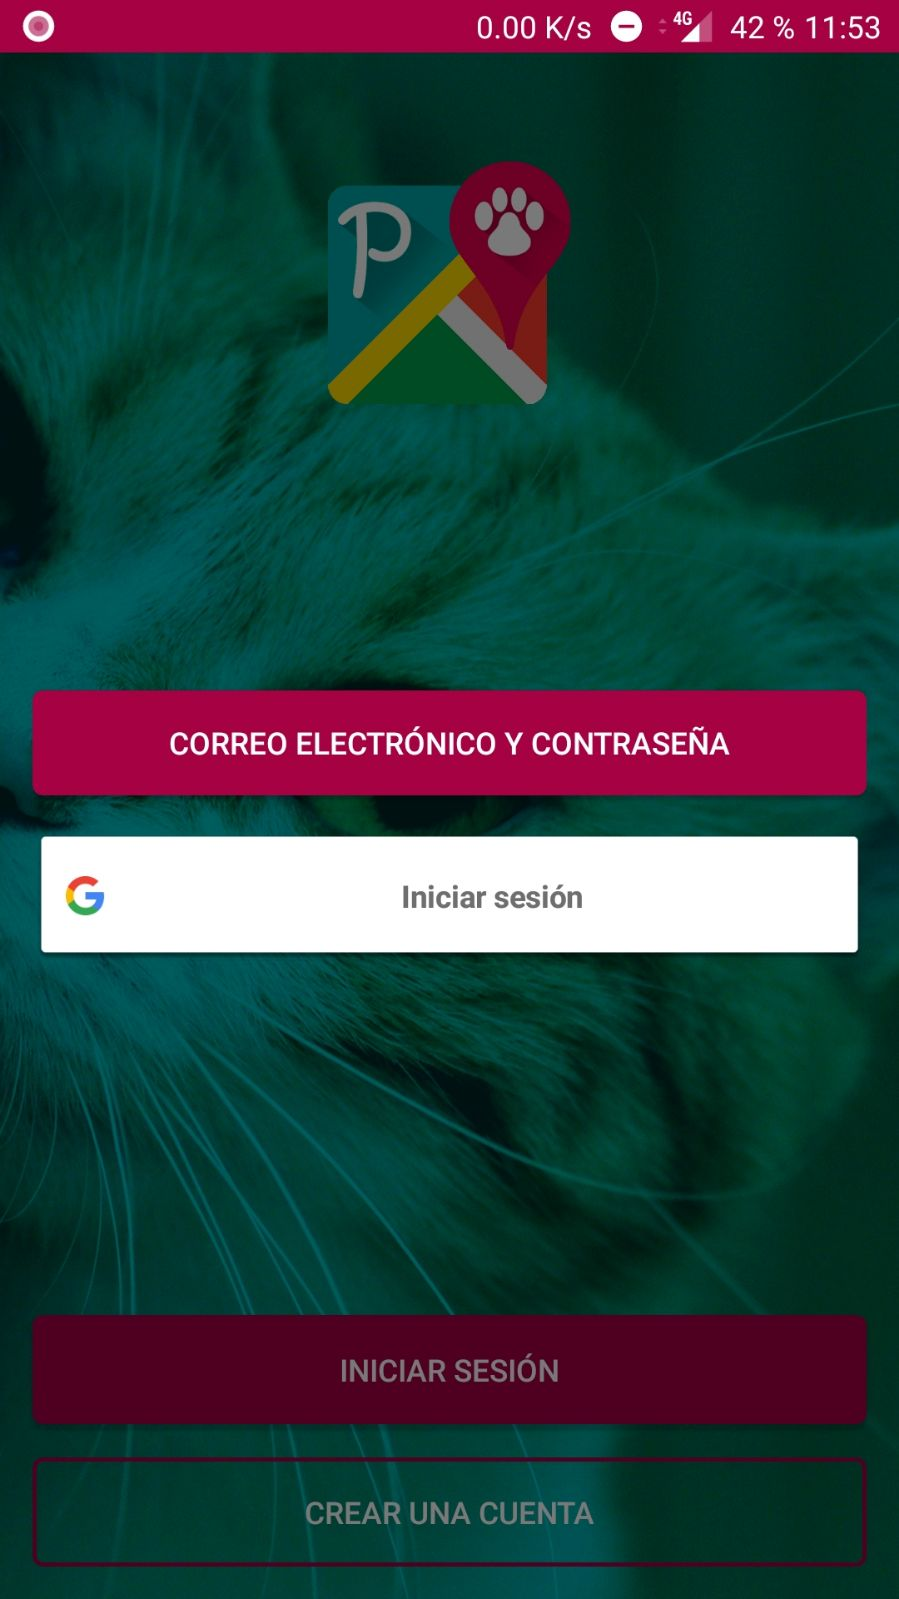 0.00 K/s 4G 42 % 11:53
P
CORREO ELECTRÓNICO Y CONTRASEÑA
Iniciar sesión
INICIAR SESIÓN
CREAR UNA CUENTA